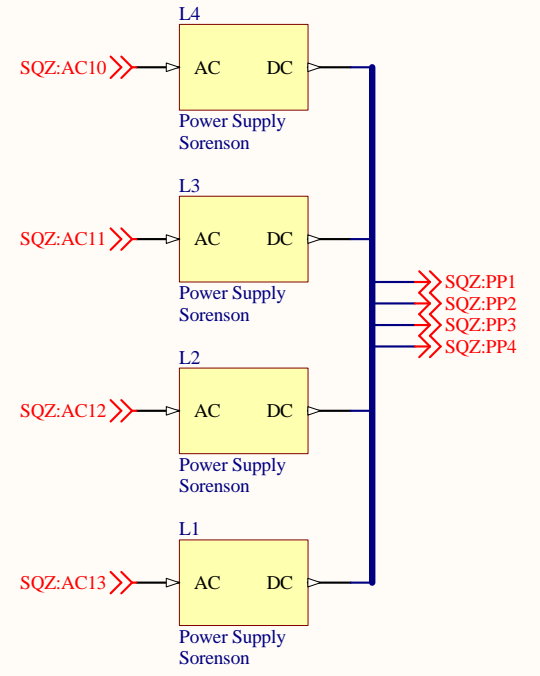 L4
SQZ:AC10
AC
DC
Power Supply
Sorenson
L3
SQZ:AC11
AC
DC
Power Supply
Sorenson
SQZ:PP1
SQZ:PP2
SQZ:PP3
SQZ:PP4
L2
SQZ:AC12
AC
DC
Power Supply
Sorenson
L1
SQZ:AC13
AC
DC
Power Supply
Sorenson